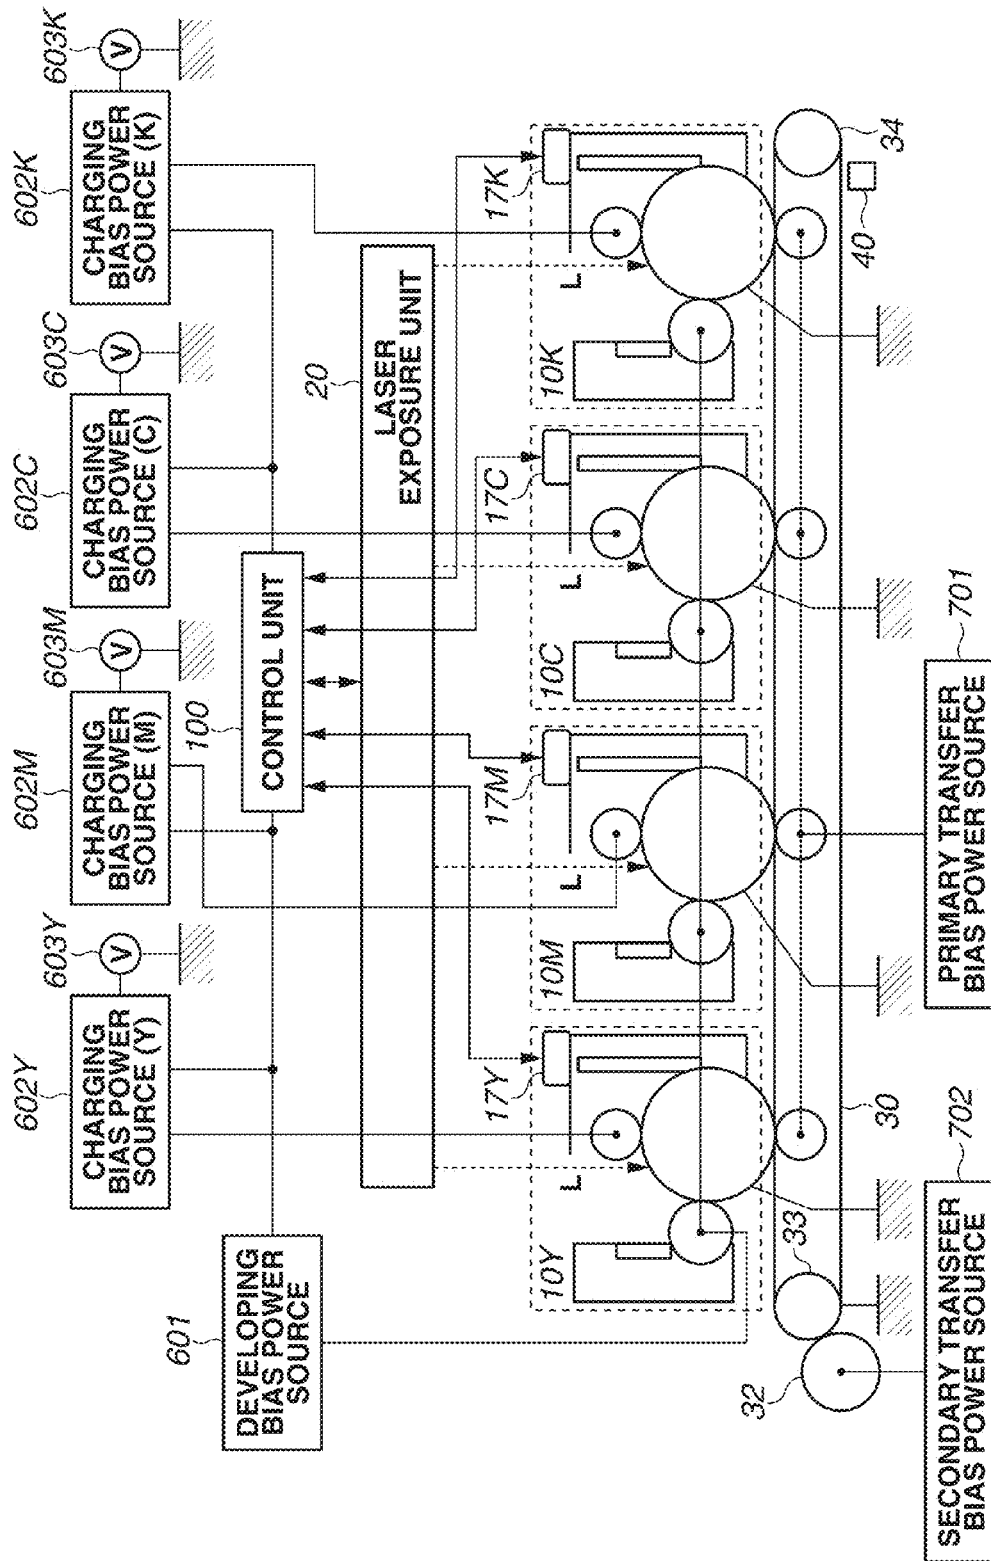 603K
602K
CHARGING
BIAS POWER
SOURCE (K)
V
603C
602C
CHARGING
BIAS POWER
SOURCE (C)
V
603M
602M
CHARGING
BIAS POWER
SOURCE (M)
V
603Y
602Y
CHARGING
BIAS POWER
SOURCE (Y)
V
601
DEVELOPING
BIAS POWER
SOURCE
100
CONTROL UNIT
20
LASER
EXPOSURE UNIT
17K
L
10K
17C
L
10C
17M
L
10M
17Y
L
10Y
34
40
30
33
32
701
PRIMARY TRANSFER
BIAS POWER SOURCE
702
SECONDARY TRANSFER
BIAS POWER SOURCE